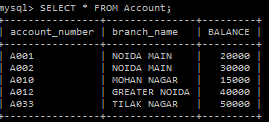 mysql> SELECT * FROM Account;
+----------------+---------------+---------+
| account_number | branch_name | BALANCE |
+----------------+---------------+---------+
| A001 | NOIDA MAIN | 20000 |
| A002 | NOIDA MAIN | 30000 |
| A010 | MOHAN NAGAR | 15000 |
| A012 | GREATER NOIDA | 40000 |
| A033 | TILAK NAGAR | 50000 |
+----------------+---------------+---------+